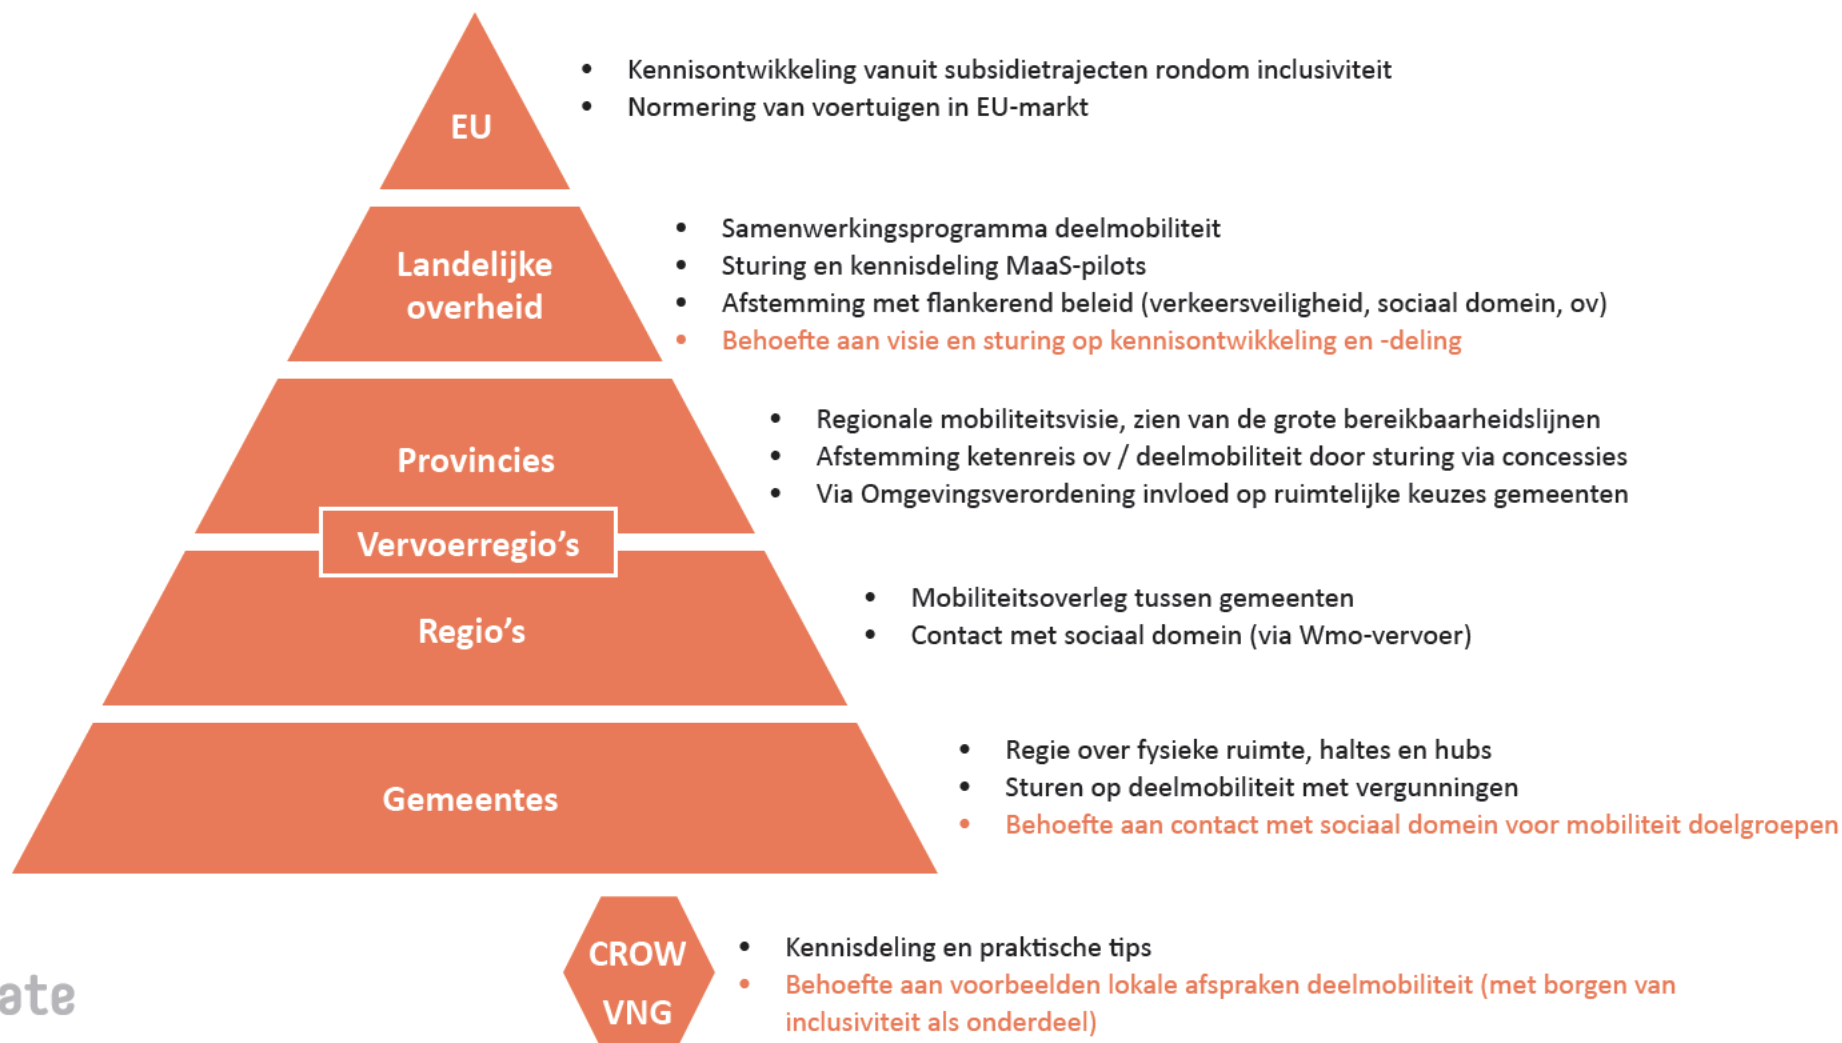 EU
• Kennisontwikkeling vanuit subsidietrajecten rondom inclusiviteit
• Normering van voertuigen in EU-markt
Landelijke
overheid
• Samenwerkingsprogramma deelmobiliteit
• Sturing en kennisdeling MaaS-pilots
• Afstemming met flankerend beleid (verkeersveiligheid, sociaal domein, ov)
• Behoefte aan visie en sturing op kennisontwikkeling en -deling
Provincies
• Regionale mobiliteitsvisie, zien van de grote bereikbaarheidslijnen
• Afstemming ketenreis ov / deelmobiliteit door sturing via concessies
• Via Omgevingsverordening invloed op ruimtelijke keuzes gemeenten
Vervoerregio's
Regio's
• Mobiliteitsoverleg tussen gemeenten
• Contact met sociaal domein (via Wmo-vervoer)
Gemeentes
• Regie over fysieke ruimte, haltes en hubs
• Sturen op deelmobiliteit met vergunningen
• Behoefte aan contact met sociaal domein voor mobiliteit doelgroepen
CROW
VNG
• Kennisdeling en praktische tips
• Behoefte aan voorbeelden lokale afspraken deelmobiliteit (met borgen van
inclusiviteit als onderdeel)
ate